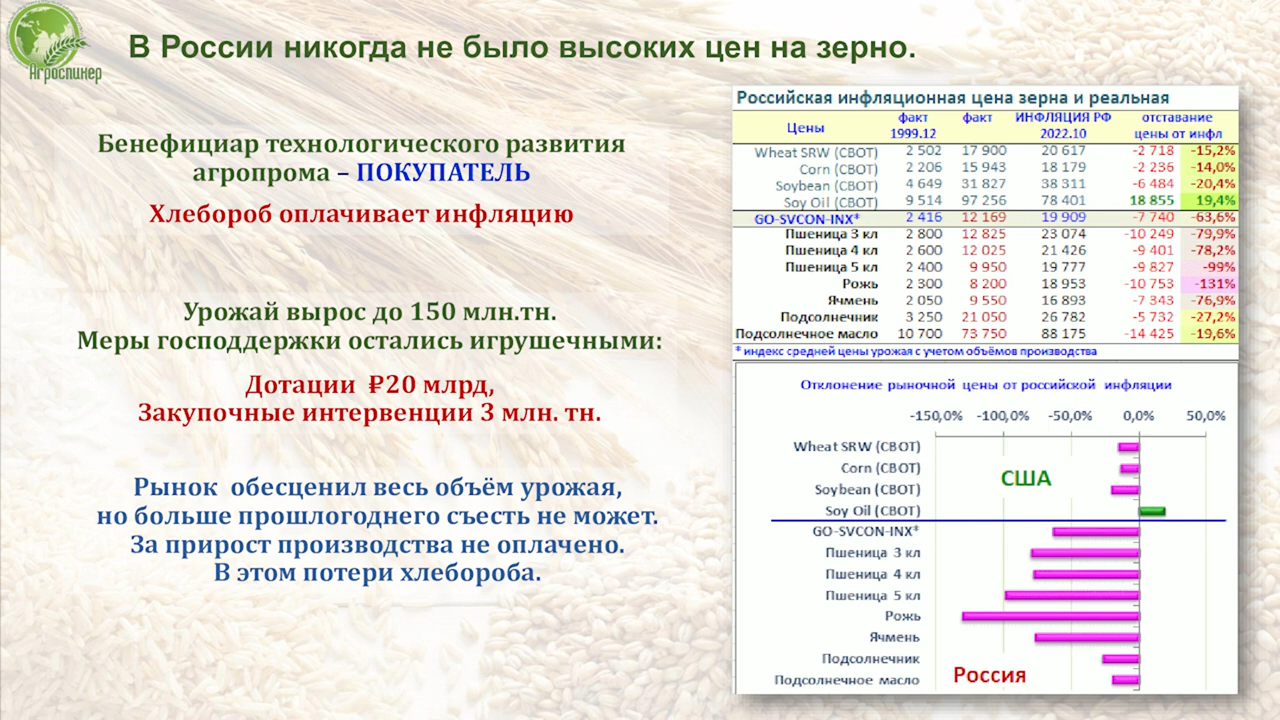 Агроспикер
В России никогда не было высоких цен на зерно.
Бенефициар технологического развития
агропрома – ПОКУПАТЕЛЬ
Хлебороб оплачивает инфляцию
Урожай вырос до 150 млн.тн.
Меры господдержки остались игрушечными:
Дотации ₽20 млрд,
Закупочные интервенции 3 млн. тн.
Рынок обесценил весь объём урожая,
но больше прошлогоднего съесть не может.
За прирост производства не оплачено.
В этом потери хлебороба.
Российская инфляционная цена зерна и реальная
Цены факт факт ИНФЛЯЦИЯ РФ отставание
1999.12 2022.10 цены от инфл
Wheat SRW (CBOT) 2 502 17 900 20 617 -2 718 -15,2%
Corn (CBOT) 2 206 15 943 18 179 -2 236 -14,0%
Soybean (CBOT) 4 649 31 827 38 311 -6 484 -20,4%
Soy Oil (CBOT) 9 514 97 256 78 401 18 855 19,4%
GO-SVCON-INX* 2 416 12 169 19 909 -7 740 -63,6%
Пшеница 3 кл 2 800 12 825 23 074 -10 249 -79,9%
Пшеница 4 кл 2 600 12 025 21 426 -9 401 -78,2%
Пшеница 5 кл 2 400 9 950 19 777 -9 827 -99%
Рожь 2 300 8 200 18 953 -10 753 -131%
Ячмень 2 050 9 550 16 893 -7 343 -76,9%
Подсолнечник 3 250 21 050 26 782 -5 732 -27,2%
Подсолнечное масло 10 700 73 750 88 175 -14 425 -19,6%
* индекс средней цены урожая с учетом объёмов производства
Отклонение рыночной цены от российской инфляции
-150,0% -100,0% -50,0% 0,0% 50,0%
Wheat SRW (CBOT)
Corn (CBOT)
США
Soybean (CBOT)
Soy Oil (CBOT)
GO-SVCON-INX*
Пшеница 3 кл
Пшеница 4 кл
Пшеница 5 кл
Рожь
Ячмень
Подсолнечник
Россия
Подсолнечное масло